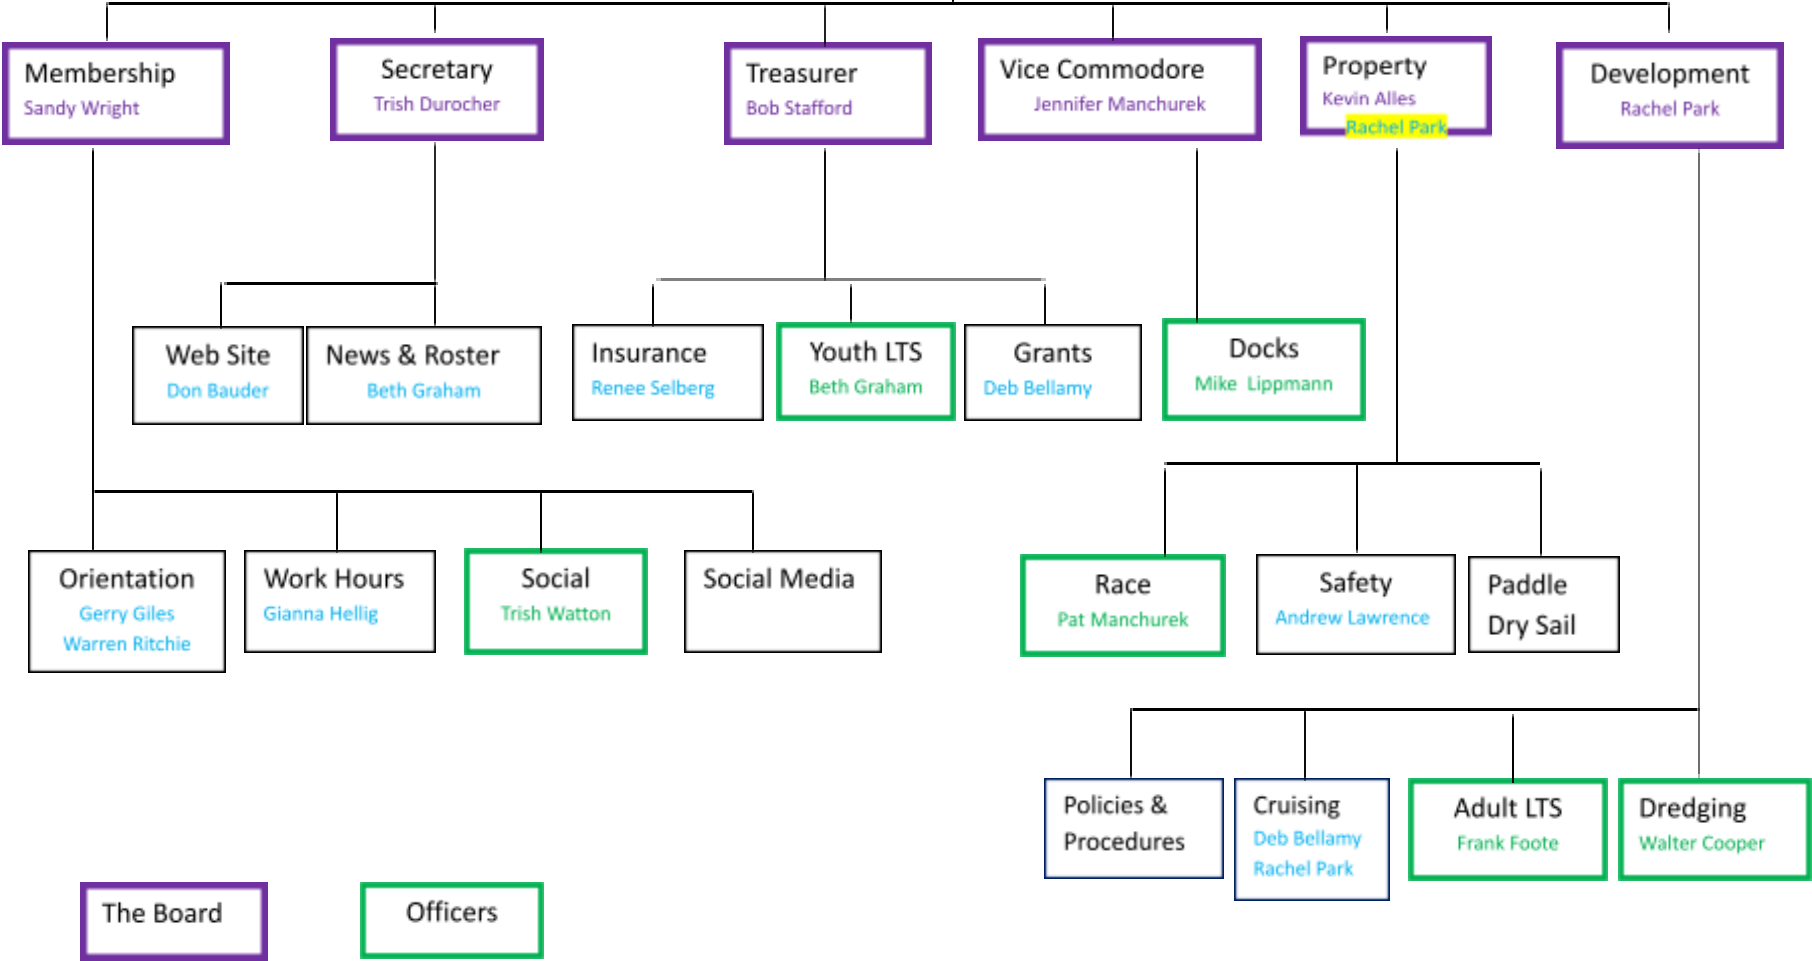 Membership
Sandy Wright
Secretary
Trish Durocher
Treasurer
Bob Stafford
Vice Commodore
Jennifer Manchurek
Property
Kevin Alles
Rachel Park
Development
Rachel Park
Web Site
Don Bauder
News & Roster
Beth Graham
Insurance
Renee Selberg
Youth LTS
Beth Graham
Grants
Deb Bellamy
Docks
Mike  Lippmann
Orientation
Gerry Giles
Warren Ritchie
Work Hours
Gianna Hellig
Social
Trish Watton
Social Media
Race
Pat Manchurek
Safety
Andrew Lawrence
Paddle
Dry Sail
Policies &
Procedures
Cruising
Deb Bellamy
Rachel Park
Adult LTS
Frank Foote
Dredging
Walter Cooper
The Board
Officers